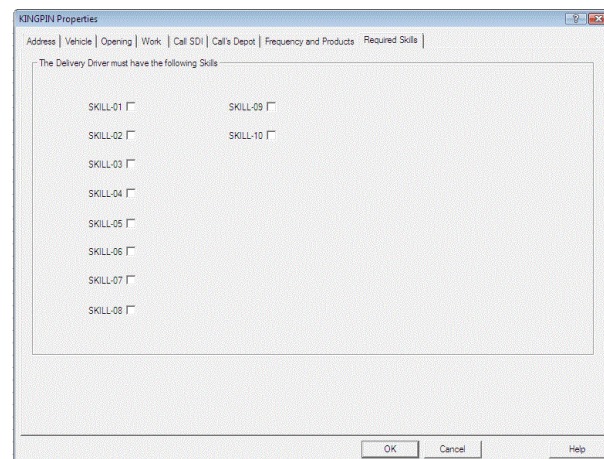 KINGPIN Properties
Address Vehicle Opening Work Call SDI Call's Depot Frequency and Products Required Skills
The Delivery Driver must have the following Skills
SKILL-01 SKILL-09
SKILL-02 SKILL-10
SKILL-03
SKILL-04
SKILL-05
SKILL-06
SKILL-07
SKILL-08
OK Cancel Help